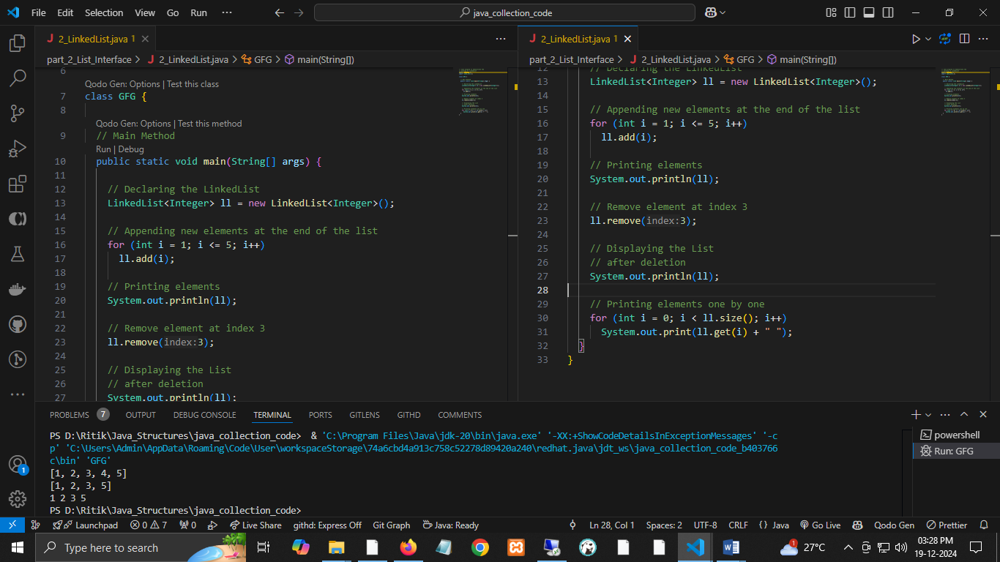 File Edit Selection View Go Run ··· java_collection_code
J 2_LinkedList.java 1
part_2_List_Interface > J 2_LinkedList.java > GFG > main(String[])
6
Qodo Gen: Options | Test this class
7 class GFG {
8
Qodo Gen: Options | Test this method
9 // Main Method
Run | Debug
10 public static void main(String[] args) {
11
12 // Declaring the LinkedList
13 LinkedList<Integer> ll = new LinkedList<Integer>();
14
15 // Appending new elements at the end of the list
16 for (int i = 1; i <= 5; i++)
17 ll.add(i);
18
19 // Printing elements
20 System.out.println(ll);
21
22 // Remove element at index 3
23 ll.remove(index:3);
24
25 // Displaying the List
26 // after deletion
27 System.out.println(ll);
J 2_LinkedList.java 1
part_2_List_Interface > J 2_LinkedList.java > GFG > main(String[])
12 // Declaring the LinkedList
13 LinkedList<Integer> ll = new LinkedList<Integer>();
14
15 // Appending new elements at the end of the list
16 for (int i = 1; i <= 5; i++)
17 ll.add(i);
18
19 // Printing elements
20 System.out.println(ll);
21
22 // Remove element at index 3
23 ll.remove(index:3);
24
25 // Displaying the List
26 // after deletion
27 System.out.println(ll);
28
29 // Printing elements one by one
30 for (int i = 0; i < ll.size(); i++)
31 System.out.print(ll.get(i) + " ");
32 }
33 }
PROBLEMS 7 OUTPUT DEBUG CONSOLE TERMINAL PORTS GITLENS GITHD COMMENTS
PS D:\Ritik\Java_Structures\java_collection_code> & 'C:\Program Files\Java\jdk-20\bin\java.exe' '-XX:+ShowCodeDetailsInExceptionMessages' '-c
p' 'C:\Users\Admin\AppData\Roaming\Code\User\workspaceStorage\74a6cbd4a913c758c52278d89420a240\redhat.java\jdt_ws\java_collection_code_b403766
c\bin' 'GFG'
[1, 2, 3, 4, 5]
[1, 2, 3, 5]
1 2 3 5
PS D:\Ritik\Java_Structures\java_collection_code>
powershell
Run: GFG
1
Launchpad 0 7 0 Live Share githd: Express Off Git Graph Java: Ready Ln 28, Col 1 Spaces: 2 UTF-8 CRLF {} Java Go Live Qodo Gen Prettier
Type here to search 1 27°C 03:28 PM
19-12-2024